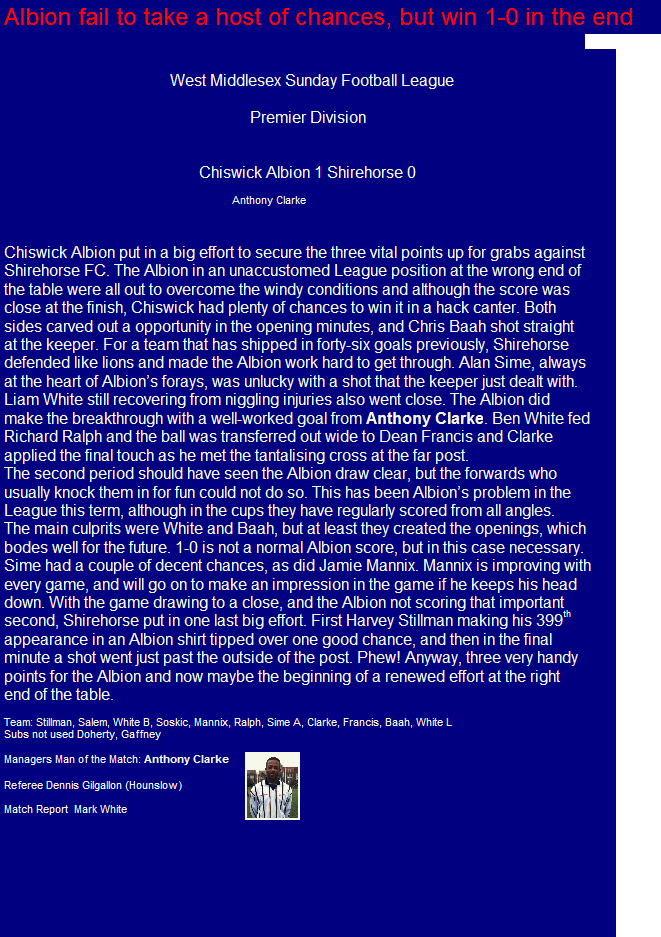 Albion fail to take a host of chances, but win 1-0 in the end
West Middlesex Sunday Football League
Premier Division
Chiswick Albion 1 Shirehorse 0
Anthony Clarke
Chiswick Albion put in a big effort to secure the three vital points up for grabs against
Shirehorse FC. The Albion in an unaccustomed League position at the wrong end of
the table were all out to overcome the windy conditions and although the score was
close at the finish, Chiswick had plenty of chances to win it in a hack canter. Both
sides carved out a opportunity in the opening minutes, and Chris Baah shot straight
at the keeper. For a team that has shipped in forty-six goals previously, Shirehorse
defended like lions and made the Albion work hard to get through. Alan Sime, always
at the heart of Albion's forays, was unlucky with a shot that the keeper just dealt with.
Liam White still recovering from niggling injuries also went close. The Albion did
make the breakthrough with a well-worked goal from Anthony Clarke. Ben White fed
Richard Ralph and the ball was transferred out wide to Dean Francis and Clarke
applied the final touch as he met the tantalising cross at the far post.
The second period should have seen the Albion draw clear, but the forwards who
usually knock them in for fun could not do so. This has been Albion's problem in the
League this term, although in the cups they have regularly scored from all angles.
The main culprits were White and Baah, but at least they created the openings, which
bodes well for the future. 1-0 is not a normal Albion score, but in this case necessary.
Sime had a couple of decent chances, as did Jamie Mannix. Mannix is improving with
every game, and will go on to make an impression in the game if he keeps his head
down. With the game drawing to a close, and the Albion not scoring that important
second, Shirehorse put in one last big effort. First Harvey Stillman making his 399th
appearance in an Albion shirt tipped over one good chance, and then in the final
minute a shot went just past the outside of the post. Phew! Anyway, three very handy
points for the Albion and now maybe the beginning of a renewed effort at the right
end of the table.
Team: Stillman, Salem, White B, Soskic, Mannix, Ralph, Sime A, Clarke, Francis, Baah, White L
Subs not used Doherty, Gaffney
Managers Man of the Match: Anthony Clarke
Referee Dennis Gilgallon (Hounslow)
Match Report  Mark White